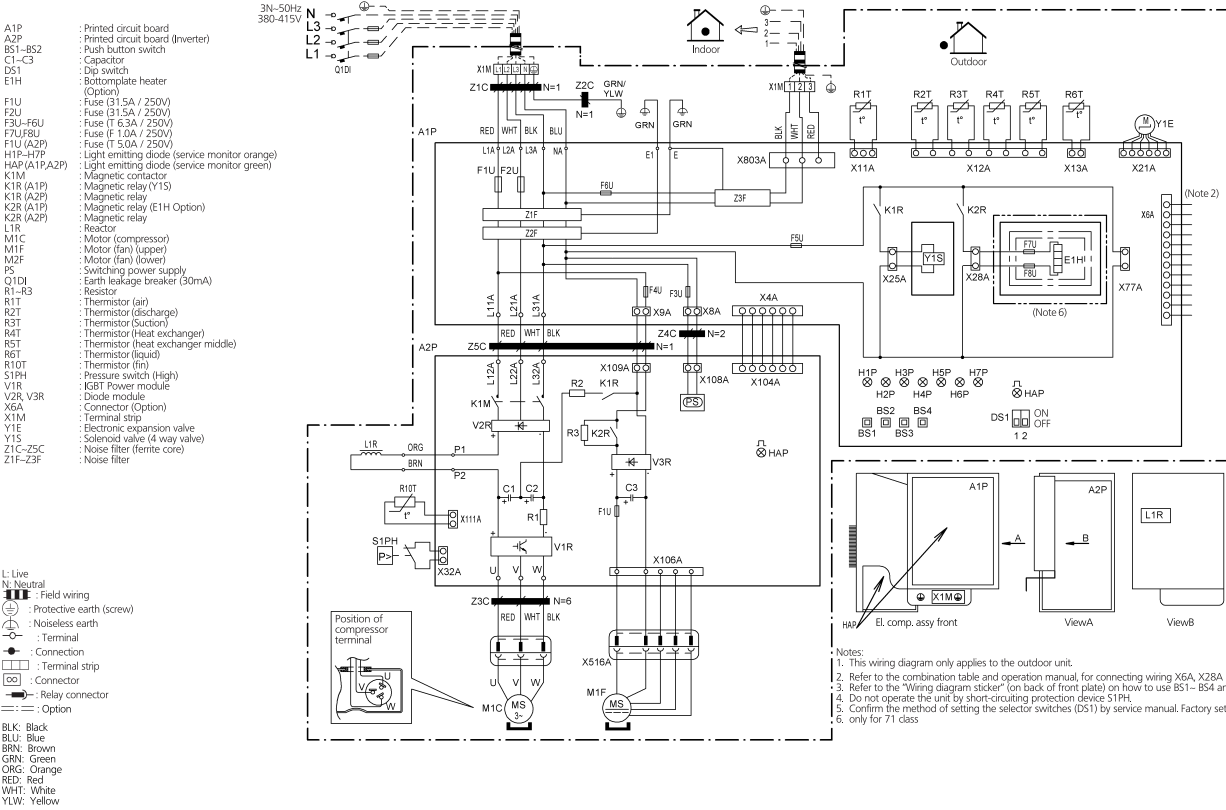 A1P : Printed circuit board
A2P : Printed circuit board (Inverter)
BS1~BS2 : Push button switch
C1~C3 : Capacitor
DS1 : Dip switch
E1H : Bottomplate heater
(Option)
F1U : Fuse (31.5A / 250V)
F2U : Fuse (31.5A / 250V)
F3U~F6U : Fuse (T 6,3A / 250V)
F7U,F8U : Fuse (F 1.0A / 250V)
F1U (A2P) : Fuse (T 5.0A / 250V)
H1P~H7P : Light emitting diode (service monitor orange)
HAP (A1P,A2P) : Light emitting diode (service monitor green)
K1M : Magnetic contactor
K1R (A1P) : Magnetic relay (Y1S)
K1R (A2P) : Magnetic relay
K2R (A1P) : Magnetic relay (E1H Option)
K2R (A2P) : Magnetic relay
L1R : Reactor
M1C : Motor (compressor)
M1F : Motor (fan) (upper)
M2F : Motor (fan) (lower)
PS : Switching power supply
Q1DI : Earth leakage breaker (30mA)
R1~R3 : Resistor
R1T : Thermistor (air)
R2T : Thermistor (discharge)
R3T : Thermistor (Suction)
R4T : Thermistor (Heat exchanger)
R5T : Thermistor (heat exchanger middle)
R6T : Thermistor (liquid)
R10T : Thermistor (fin)
S1PH : Pressure switch (High)
V1R : IGBT Power module
V2R, V3R : Diode module
X6A : Connector (Option)
X1M : Terminal strip
Y1E : Electronic expansion valve
Y1S : Solenoid valve (4 way valve)
Z1C~Z5C : Noise filter (ferrite core)
Z1F~Z3F : Noise filter
L: Live
N: Neutral
: Field wiring
: Protective earth (screw)
: Noiseless earth
: Terminal
: Connection
: Terminal strip
: Connector
: Relay connector
: Option
BLK: Black
BLU: Blue
BRN: Brown
GRN: Green
ORG: Orange
RED: Red
WHT: White
YLW: Yellow
3N~50Hz
380-415V
N
L3
L2
L1
Q1DI
X1M L1 L2 L3 N
Z1C N=1
Z2C
N=1
GRN/
YLW
GRN GRN
3
2
1
Indoor
Outdoor
X1M 1 2 3
BLK WHT RED
X803A
A1P
RED WHT BLK BLU
L1A L2A L3A NA E1 E
F1U F2U
F6U
Z3F
Z1F
Z2F
F5U
L11A L21A L31A
F4U F3U
X9A X8A
X4A
RED WHT BLK
Z4C N=2
Z5C N=1
A2P
L12A L22A L32A
X109A
X108A
X104A
PS
K1M
R2 K1R
V2R
R3 K2R
V3R
HAP
L1R
ORG P1
BRN P2
R10T
t°
X111A
C1 C2
+ +
R1
C3
+
F1U
+ -
V1R
S1PH
P>
X32A
U V W
X106A
Z3C N=6
RED WHT BLK
Position of
compressor
terminal
V U W
U V W
M1C MS
3~
X516A
M1F
MS
R1T R2T R3T R4T R5T R6T
t° t° t° t° t° t°
M
Y1E
X11A X12A X13A X21A
(Note 2)
X6A
K1R K2R
Y1S
X25A
X28A
F7U
F8U
E1H
X77A
(Note 6)
H1P H3P H5P H7P
H2P H4P H6P
HAP
BS2 BS4
BS1 BS3
DS1 ON
OFF
1 2
A1P
A
X1M
HAP
El. comp. assy front
A2P
B
ViewA
L1R
ViewB
Notes:
1. This wiring diagram only applies to the outdoor unit.
2. Refer to the combination table and operation manual, for connecting wiring X6A, X28A
3. Refer to the "Wiring diagram sticker" (on back of front plate) on how to use BS1~ BS4 an
4. Do not operate the unit by short-circuiting protection device S1PH.
5. Confirm the method of setting the selector switches (DS1) by service manual. Factory set
6. only for 71 class